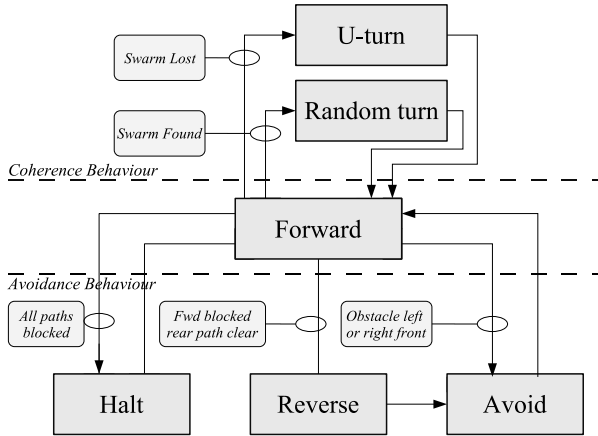 U-turn
Swarm Lost
Random turn
Swarm Found
Coherence Behaviour
Forward
Avoidance Behaviour
All paths
blocked
Fwd blocked
rear path clear
Obstacle left
or right front
Halt
Reverse
Avoid